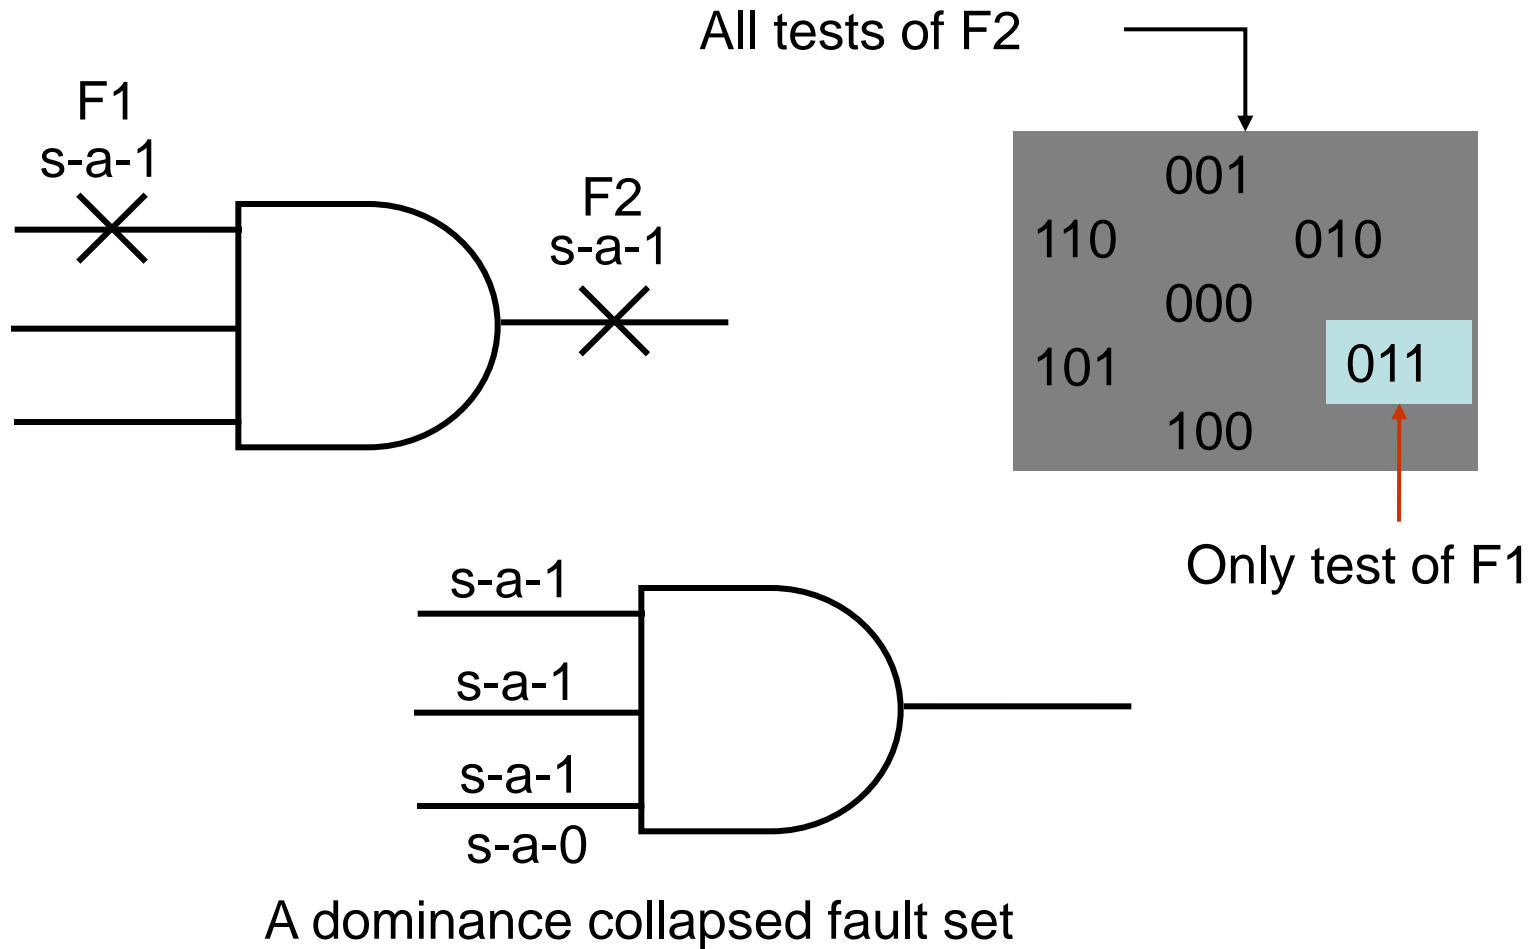 All tests of F2
F1
s-a-1
F2
s-a-1
001
110 010
000
101 011
100
Only test of F1
s-a-1
s-a-1
s-a-1
s-a-0
A dominance collapsed fault set